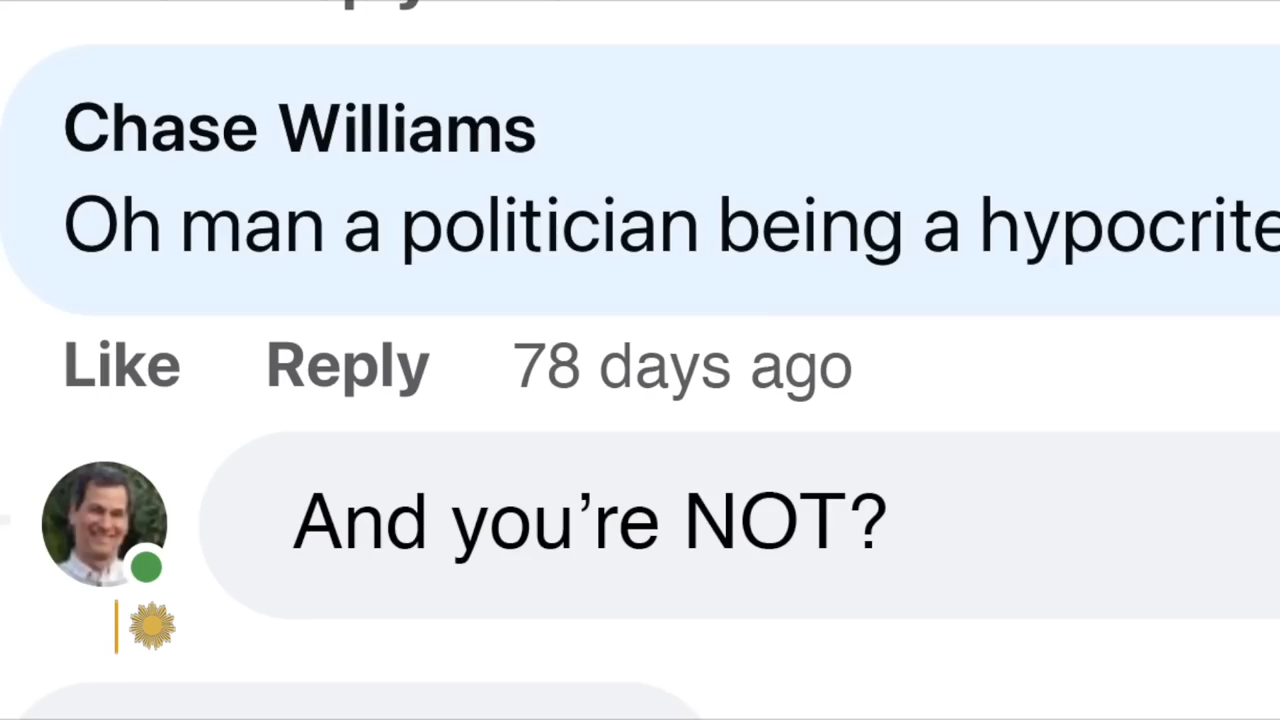 Chase Williams
Oh man a politician being a hypocrite
Like Reply 78 days ago
And you’re NOT?